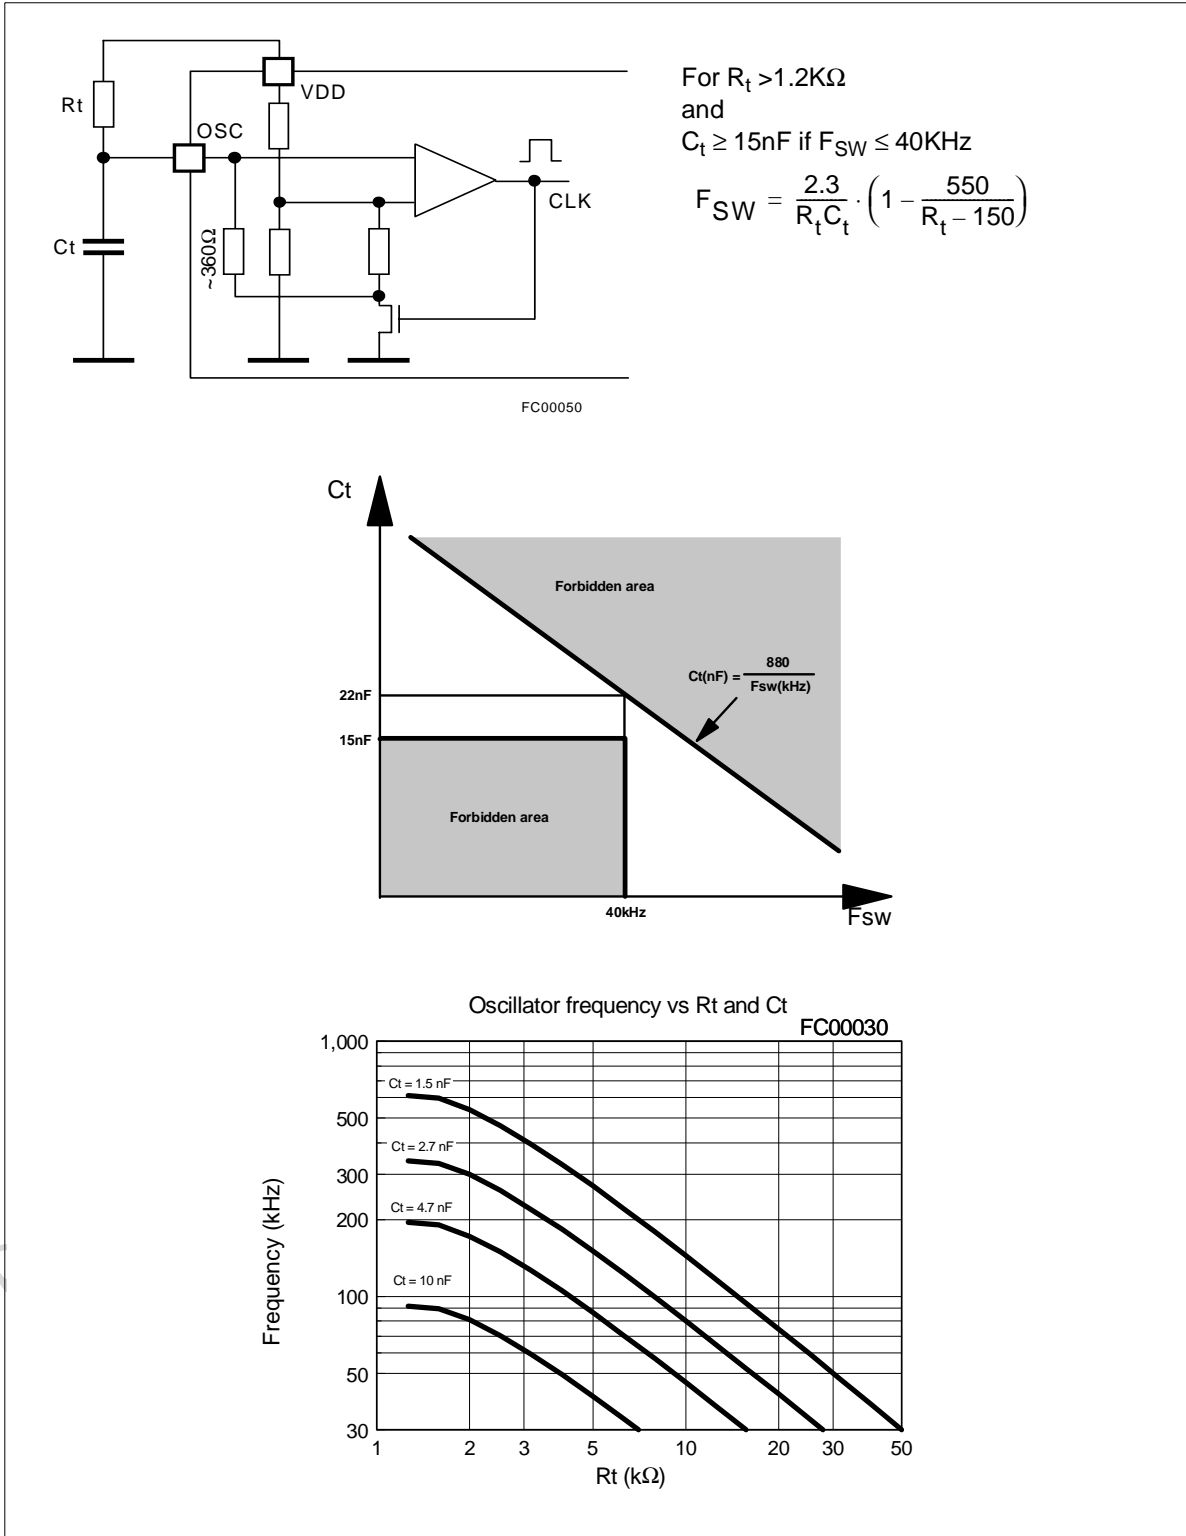 VDD
Rt
OSC
CLK
Ct
~360Ω
FC00050
For Rt >1.2KΩ
and
Ct ≥ 15nF if FSW ≤ 40KHz
FSW = 2.3 / RtCt · (1 – 550 / Rt – 150)
Ct
Forbidden area
Ct(nF) = 880 / Fsw(kHz)
22nF
15nF
Forbidden area
40kHz
Fsw
Oscillator frequency vs Rt and Ct
FC00030
1,000
Ct = 1.5 nF
500
Ct = 2.7 nF
300
Ct = 4.7 nF
200
Ct = 10 nF
100
50
30
Frequency (kHz)
1 2 3 5 10 20 30 50
Rt (kΩ)